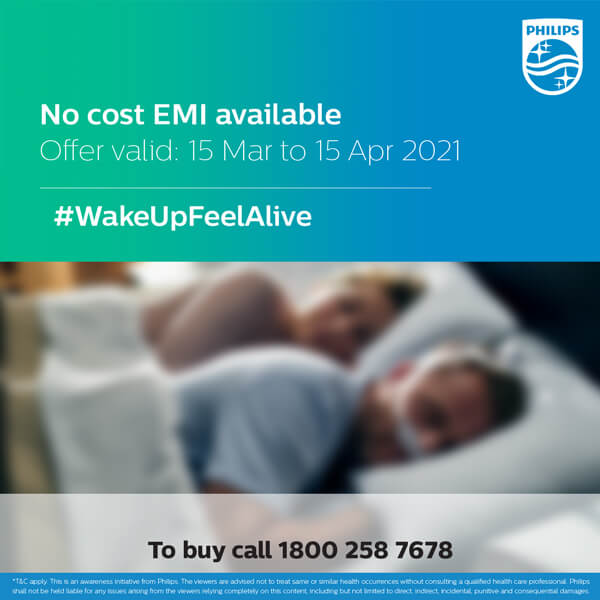 PHILIPS
No cost EMI available
Offer valid: 15 Mar to 15 Apr 2021
#WakeUpFeelAlive
To buy call 1800 258 7678
*T&C apply. This is an awareness initiative from Philips. The viewers are advised not to treat same or similar health occurrences without consulting a qualified health care professional. Philips
shall not be held liable for any issues arising from the viewers relying completely on this content, including but not limited to direct, indirect, incidental, punitive and consequential damages.